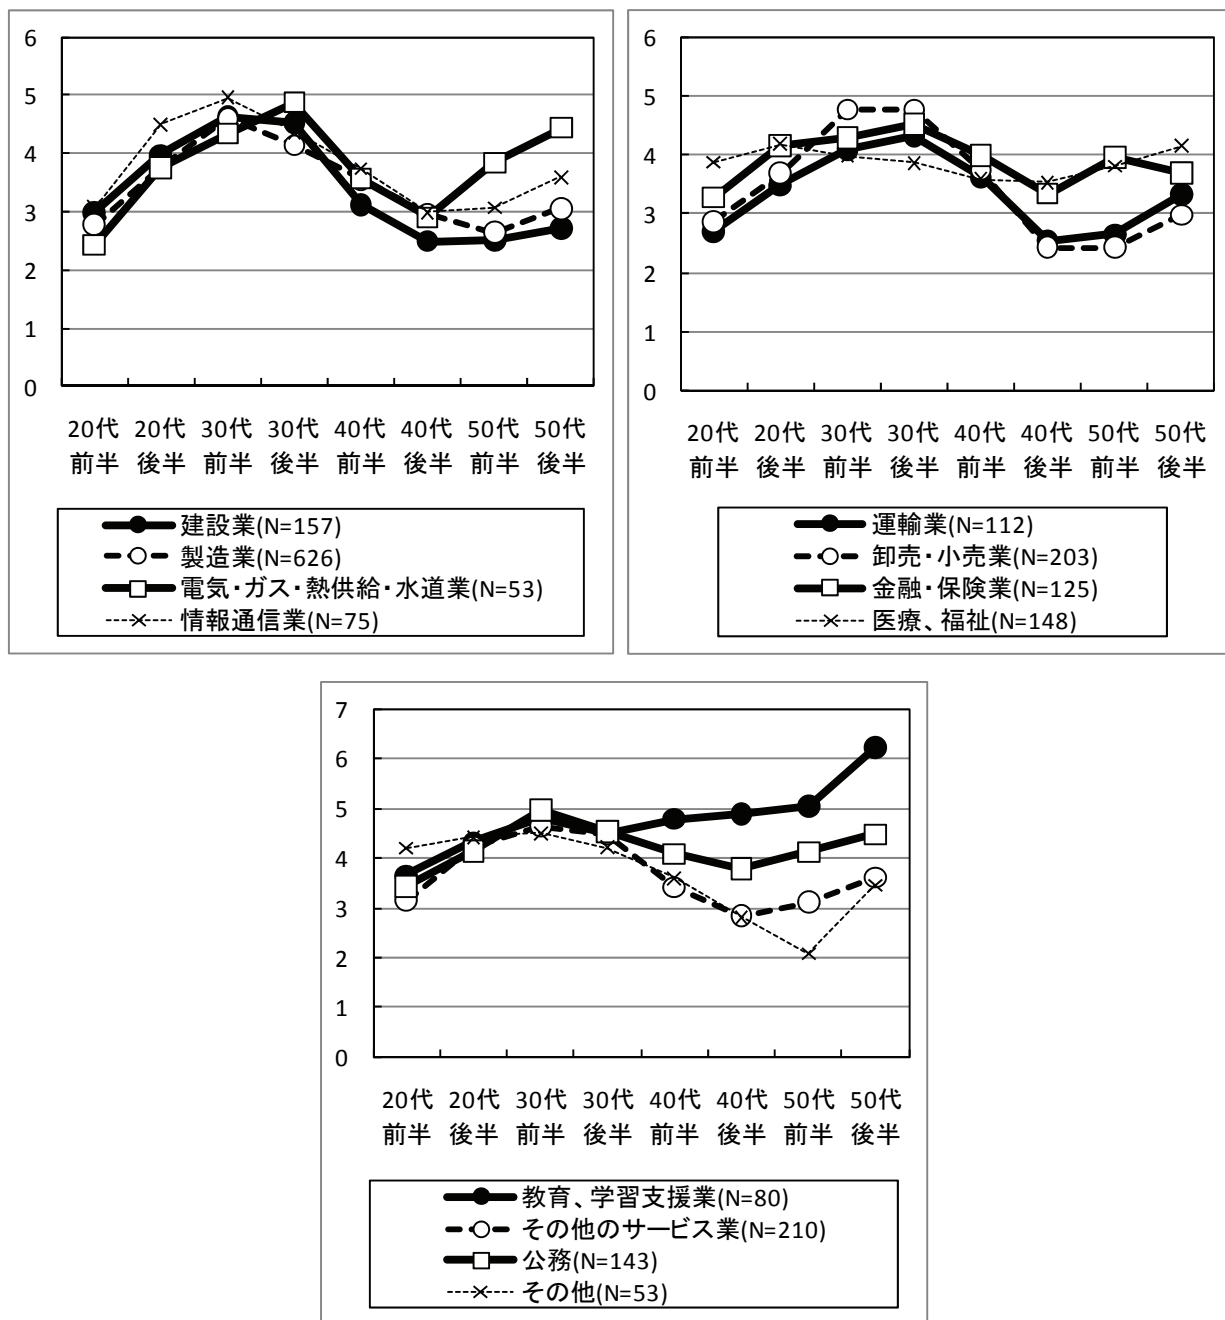 6
5
4
3
2
1
0
20代 20代 30代 30代 40代 40代 50代 50代
前半 後半 前半 後半 前半 後半 前半 後半
建設業(N=157)
製造業(N=626)
電気・ガス・熱供給・水道業(N=53)
情報通信業(N=75)
6
5
4
3
2
1
0
20代 20代 30代 30代 40代 40代 50代 50代
前半 後半 前半 後半 前半 後半 前半 後半
運輸業(N=112)
卸売・小売業(N=203)
金融・保険業(N=125)
医療、福祉(N=148)
7
6
5
4
3
2
1
0
20代 20代 30代 30代 40代 40代 50代 50代
前半 後半 前半 後半 前半 後半 前半 後半
教育、学習支援業(N=80)
その他のサービス業(N=210)
公務(N=143)
その他(N=53)